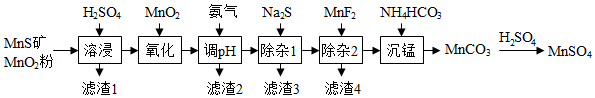 H2SO4 MnO2 氨气 Na2S MnF2 NH4HCO3
MnS矿
MnO2粉
溶浸 氧化 调pH 除杂1 除杂2 沉锰 MnCO3 H2SO4 MnSO4
滤渣1 滤渣2 滤渣3 滤渣4